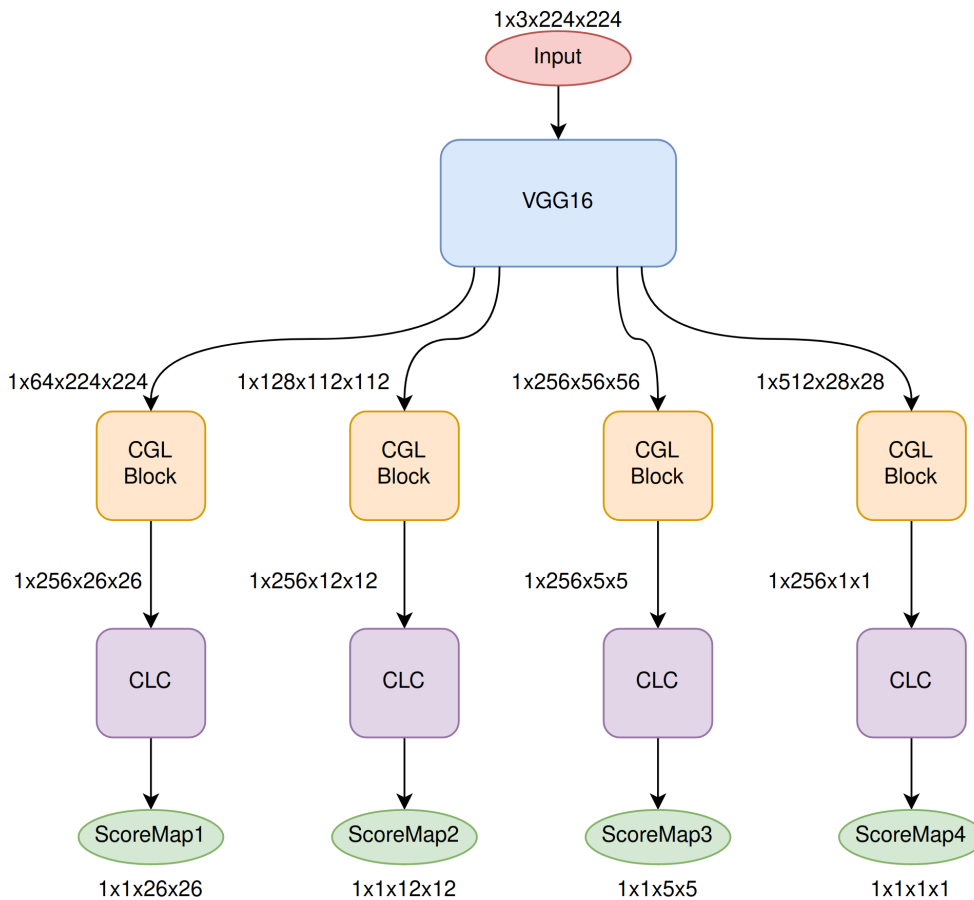 1x3x224x224
Input
VGG16
1x64x224x224
1x128x112x112
1x256x56x56
1x512x28x28
CGL
Block
CGL
Block
CGL
Block
CGL
Block
1x256x26x26
1x256x12x12
1x256x5x5
1x256x1x1
CLC
CLC
CLC
CLC
ScoreMap1
ScoreMap2
ScoreMap3
ScoreMap4
1x1x26x26
1x1x12x12
1x1x5x5
1x1x1x1